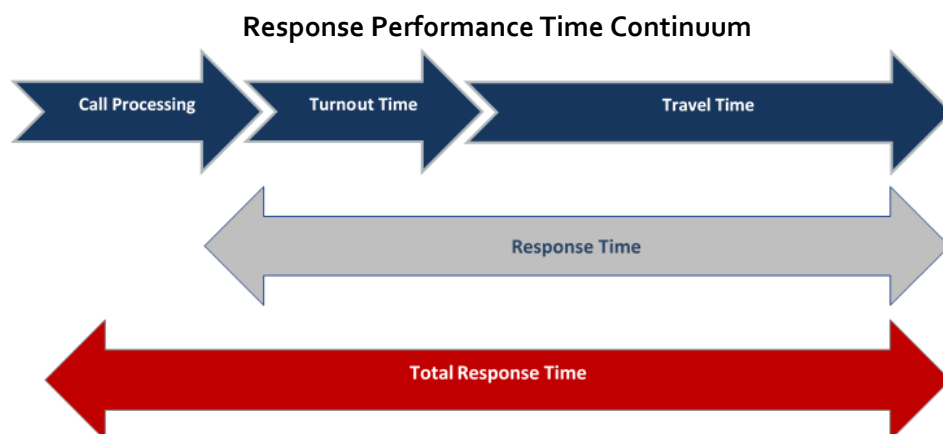 Response Performance Time Continuum
Call Processing
Turnout Time
Travel Time
Response Time
Total Response Time